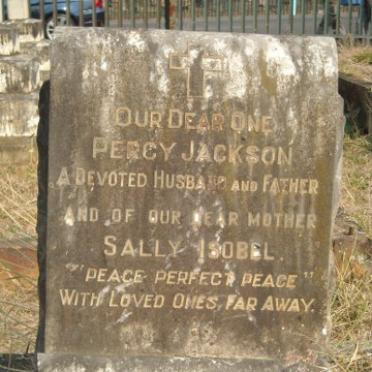 OUR DEAR ONE
PERCY JACKSON
A DEVOTED HUSBAND AND FATHER
AND OF OUR DEAR MOTHER
SALLY ISOBEL.
"PEACE PERFECT PEACE"
WITH LOVED ONES FAR AWAY.